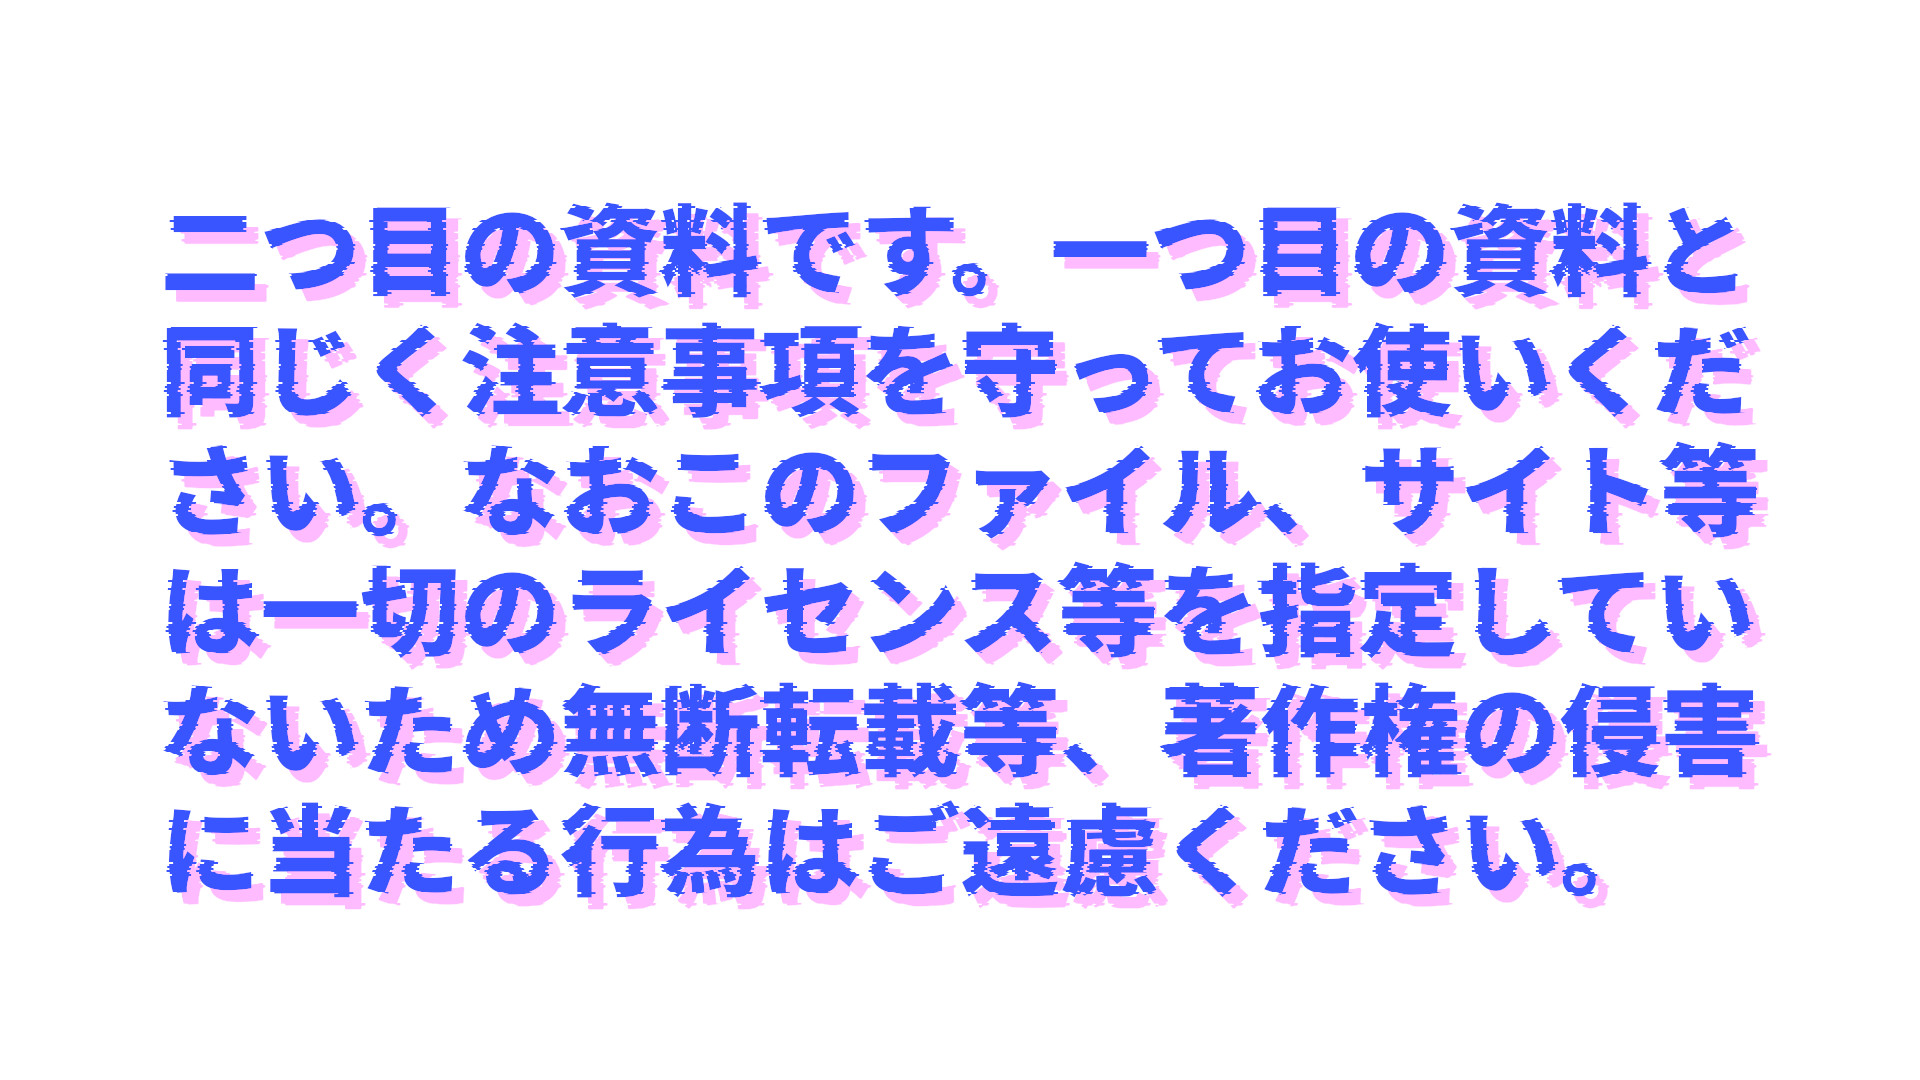 二つ目の資料です。一つ目の資料と
同じく注意事項を守ってお使いくだ
さい。なおこのファイル、サイト等
は一切のライセンス等を指定してい
ないため無断転載等、著作権の侵害
に当たる行為はご遠慮ください。